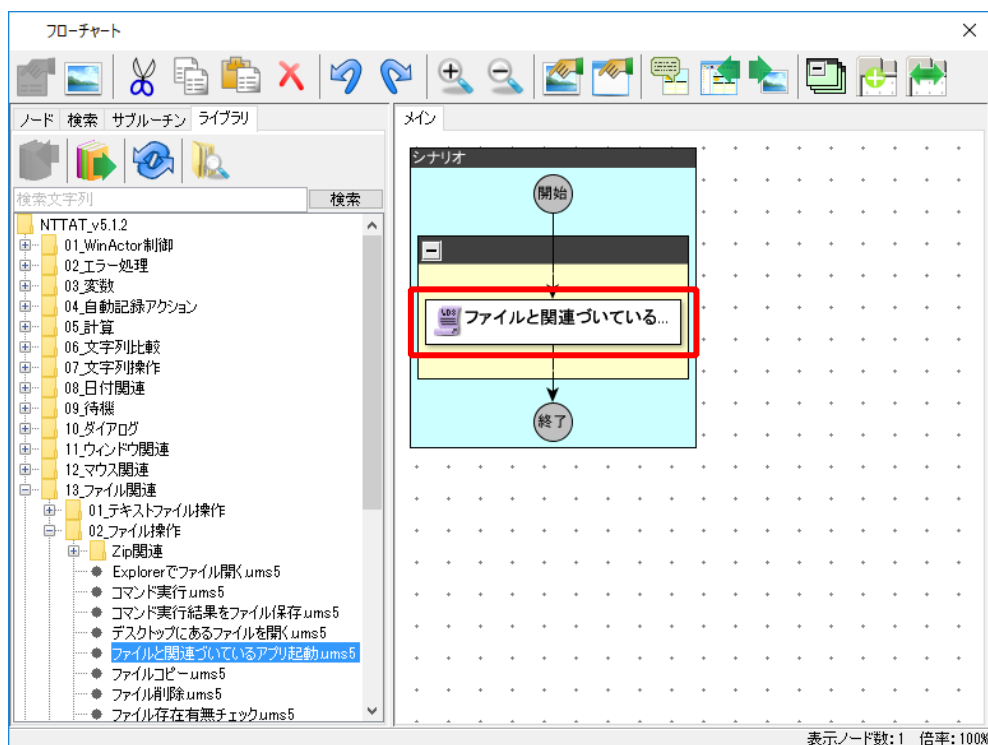 フローチャート
ノード 検索 サブルーチン ライブラリ
検索文字列 検索
NTTAT_v5.1.2
01_WinActor制御
02_エラー処理
03_変数
04_自動記録アクション
05_計算
06_文字列比較
07_文字列操作
08_日付関連
09_待機
10_ダイアログ
11_ウィンドウ関連
12_マウス関連
13_ファイル関連
01_テキストファイル操作
02_ファイル操作
Zip関連
Explorerでファイル開く.ums5
コマンド実行.ums5
コマンド実行結果をファイル保存.ums5
デスクトップにあるファイルを開く.ums5
ファイルと関連づいているアプリ起動.ums5
ファイルコピー.ums5
ファイル削除.ums5
ファイル存在有無チェック.ums5
メイン
シナリオ
開始
ファイルと関連づいている...
終了
表示ノード数:1 倍率:100%